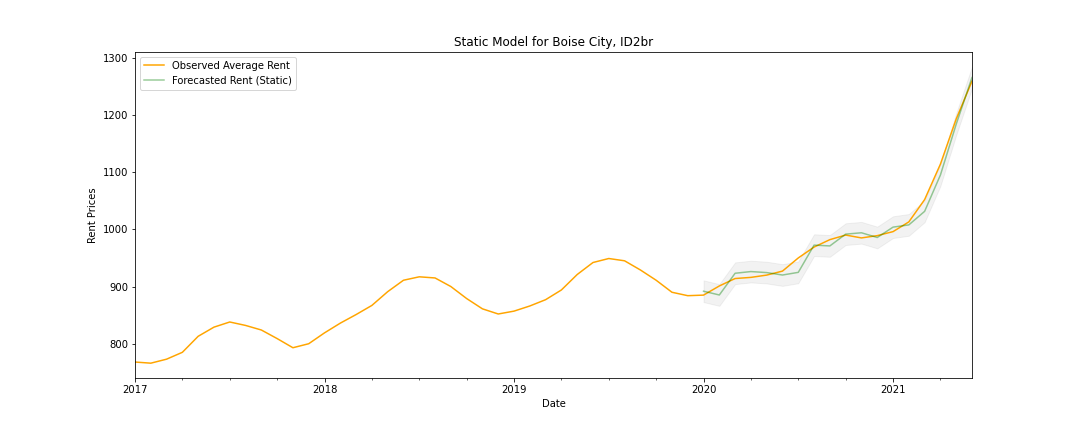 Static Model for Boise City, ID2br
Observed Average Rent
Forecasted Rent (Static)
1300
1200
1100
1000
900
800
Rent Prices
2017 2018 2019 2020 2021
Date